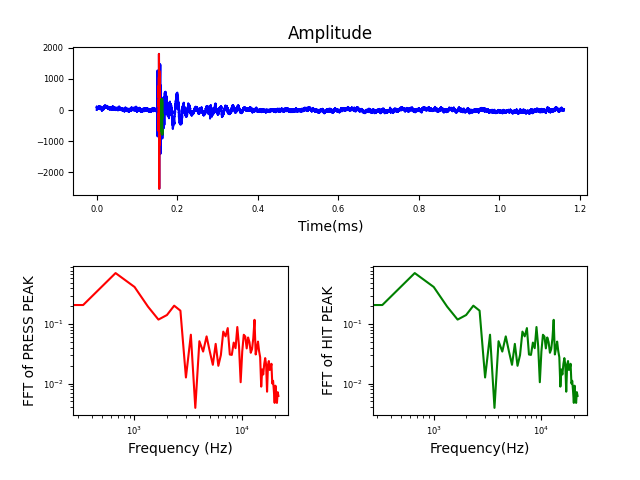 Amplitude
2000
1000
0
−1000
−2000
0.0 0.2 0.4 0.6 0.8 1.0 1.2
Time(ms)
FFT of PRESS PEAK
10⁻¹
10⁻²
10³ 10⁴
Frequency (Hz)
FFT of HIT PEAK
10⁻¹
10⁻²
10³ 10⁴
Frequency(Hz)